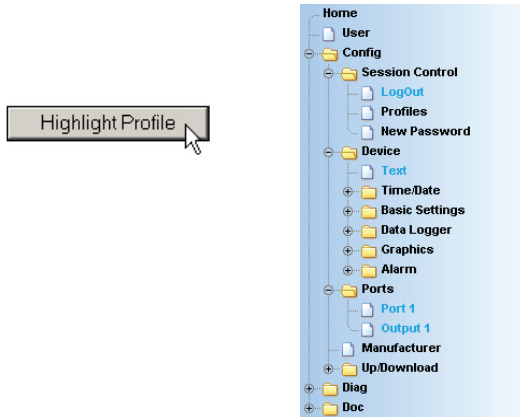 Highlight Profile
Home
User
Config
Session Control
LogOut
Profiles
New Password
Device
Text
Time/Date
Basic Settings
Data Logger
Graphics
Alarm
Ports
Port 1
Output 1
Manufacturer
Up/Download
Diag
Doc